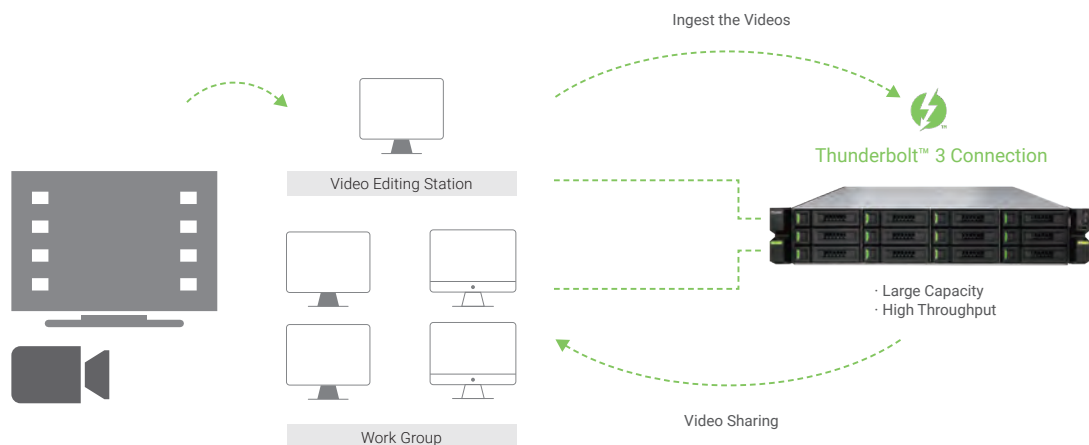 Ingest the Videos
Thunderbolt™ 3 Connection
Video Editing Station
· Large Capacity
· High Throughput
Video Sharing
Work Group